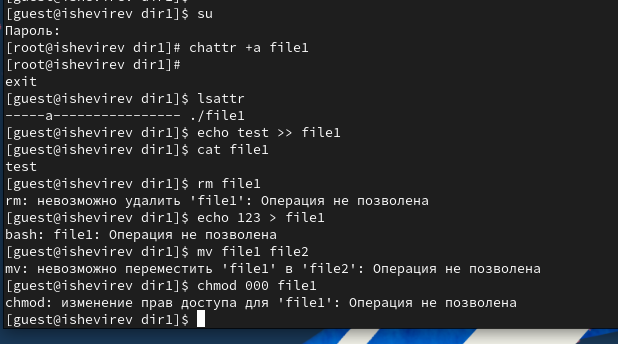 [guest@ishevirev dir1]$ su
Пароль:
[root@ishevirev dir1]# chattr +a file1
[root@ishevirev dir1]#
exit
[guest@ishevirev dir1]$ lsattr
-----a---------------- ./file1
[guest@ishevirev dir1]$ echo test >> file1
[guest@ishevirev dir1]$ cat file1
test
[guest@ishevirev dir1]$ rm file1
rm: невозможно удалить 'file1': Операция не позволена
[guest@ishevirev dir1]$ echo 123 > file1
bash: file1: Операция не позволена
[guest@ishevirev dir1]$ mv file1 file2
mv: невозможно переместить 'file1' в 'file2': Операция не позволена
[guest@ishevirev dir1]$ chmod 000 file1
chmod: изменение прав доступа для 'file1': Операция не позволена
[guest@ishevirev dir1]$